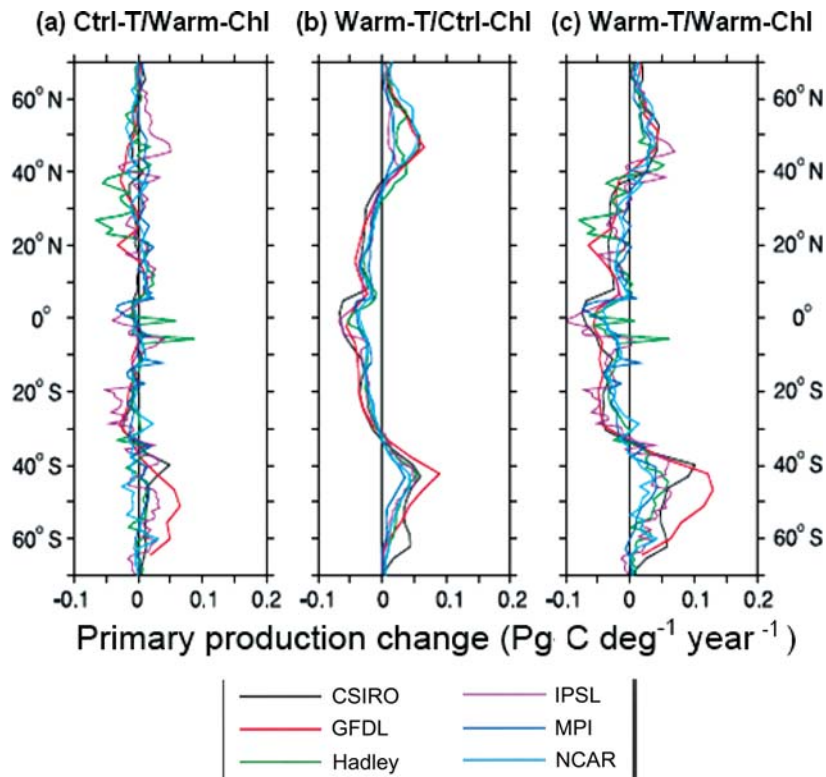 (a) Ctrl-T/Warm-Chl (b) Warm-T/Ctrl-Chl (c) Warm-T/Warm-Chl
60° N 60° N
40° N 40° N
20° N 20° N
0° 0°
20° S 20° S
40° S 40° S
60° S 60° S
-0.1 0 0.1 0.2 -0.1 0 0.1 0.2 -0.1 0 0.1 0.2
Primary production change (Pg C deg⁻¹ year⁻¹)
CSIRO IPSL
GFDL MPI
Hadley NCAR